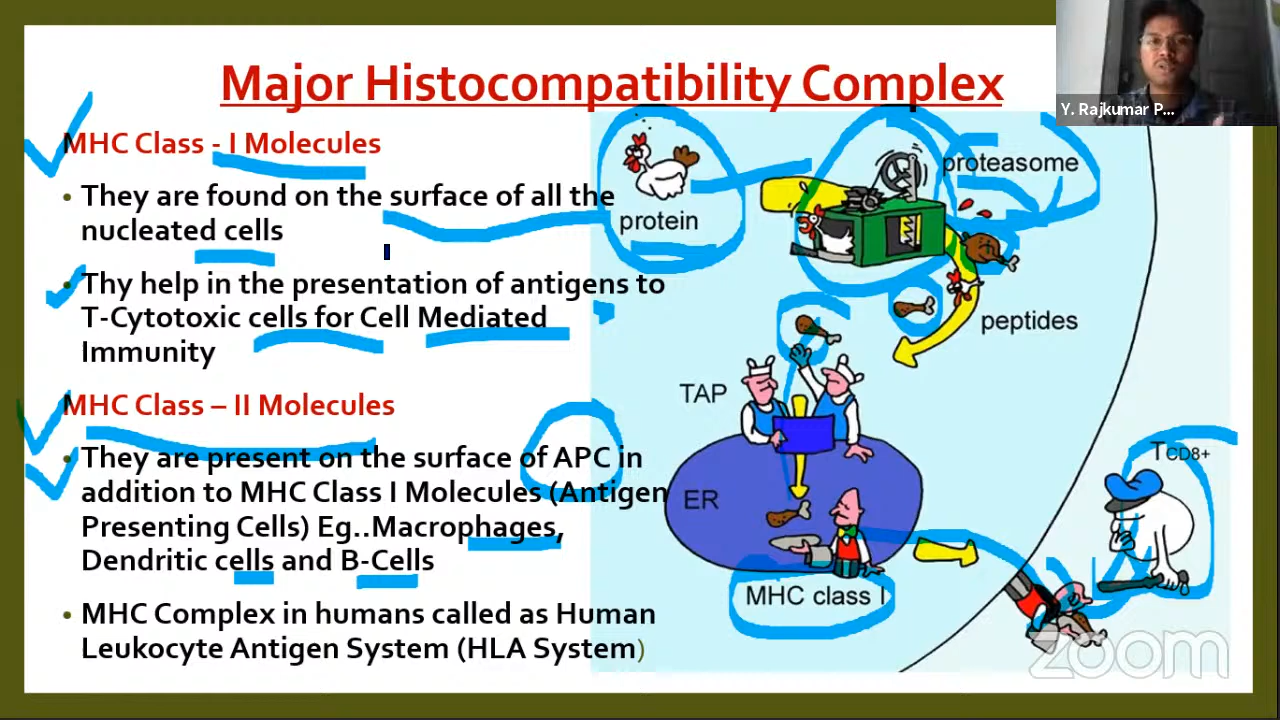 Major Histocompatibility Complex
Y. Rajkumar P...
MHC Class - I Molecules
• They are found on the surface of all the
nucleated cells
• Thy help in the presentation of antigens to
T-Cytotoxic cells for Cell Mediated
Immunity
MHC Class – II Molecules
• They are present on the surface of APC in
addition to MHC Class I Molecules (Antigen
Presenting Cells) Eg..Macrophages,
Dendritic cells and B-Cells
• MHC Complex in humans called as Human
Leukocyte Antigen System (HLA System)
protein
proteasome
peptides
TAP
ER
MHC class I
TCD8+
zoom